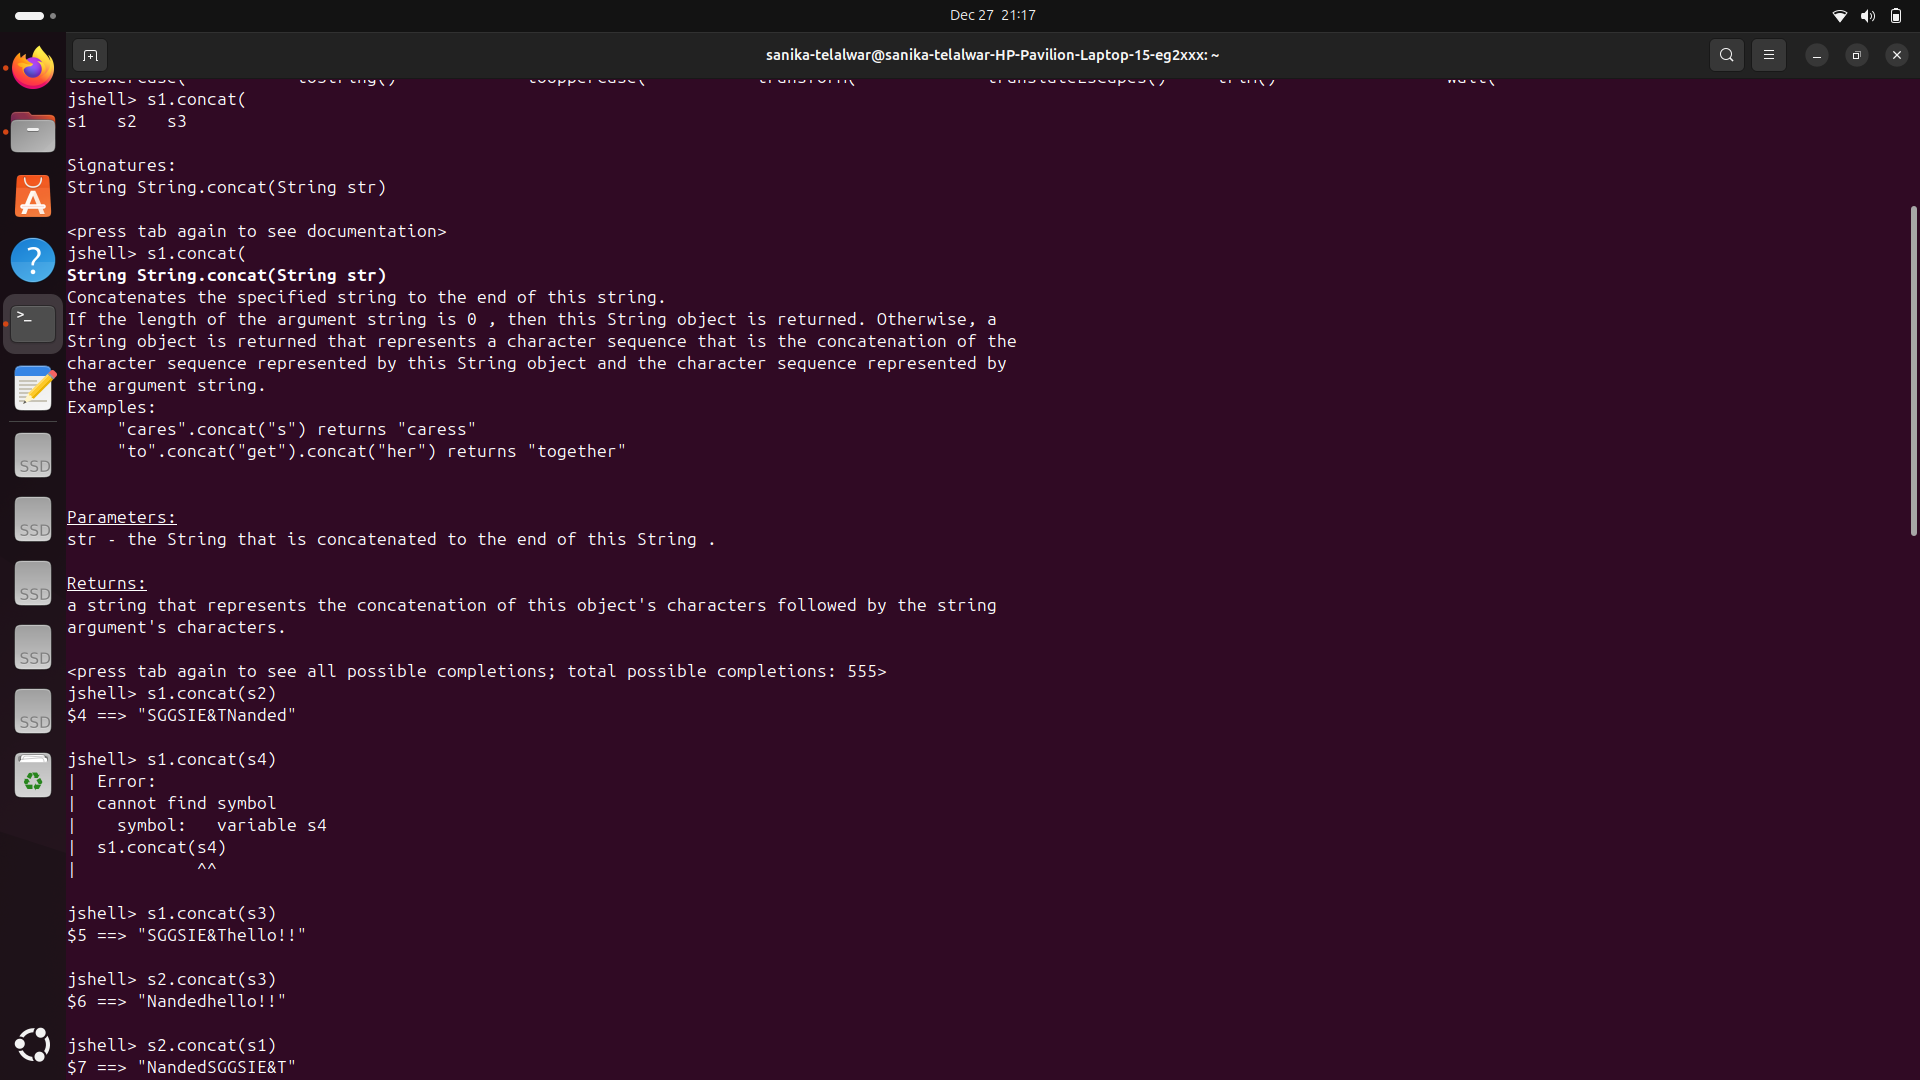 Dec 27 21:17
sanika-telalwar@sanika-telalwar-HP-Pavilion-Laptop-15-eg2xxx: ~
toLowerCase( toString() toUpperCase( transform( translateEscapes() trim() wait(
jshell> s1.concat(
s1 s2 s3
Signatures:
String String.concat(String str)
<press tab again to see documentation>
jshell> s1.concat(
String String.concat(String str)
Concatenates the specified string to the end of this string.
If the length of the argument string is 0 , then this String object is returned. Otherwise, a
String object is returned that represents a character sequence that is the concatenation of the
character sequence represented by this String object and the character sequence represented by
the argument string.
Examples:
"cares".concat("s") returns "caress"
"to".concat("get").concat("her") returns "together"
Parameters:
str - the String that is concatenated to the end of this String .
Returns:
a string that represents the concatenation of this object's characters followed by the string
argument's characters.
<press tab again to see all possible completions; total possible completions: 555>
jshell> s1.concat(s2)
$4 ==> "SGGSIE&TNanded"
jshell> s1.concat(s4)
| Error:
| cannot find symbol
| symbol: variable s4
| s1.concat(s4)
| ^^
jshell> s1.concat(s3)
$5 ==> "SGGSIE&Thello!!"
jshell> s2.concat(s3)
$6 ==> "Nandedhello!!"
jshell> s2.concat(s1)
$7 ==> "NandedSGGSIE&T"
SSD
SSD
SSD
SSD
SSD